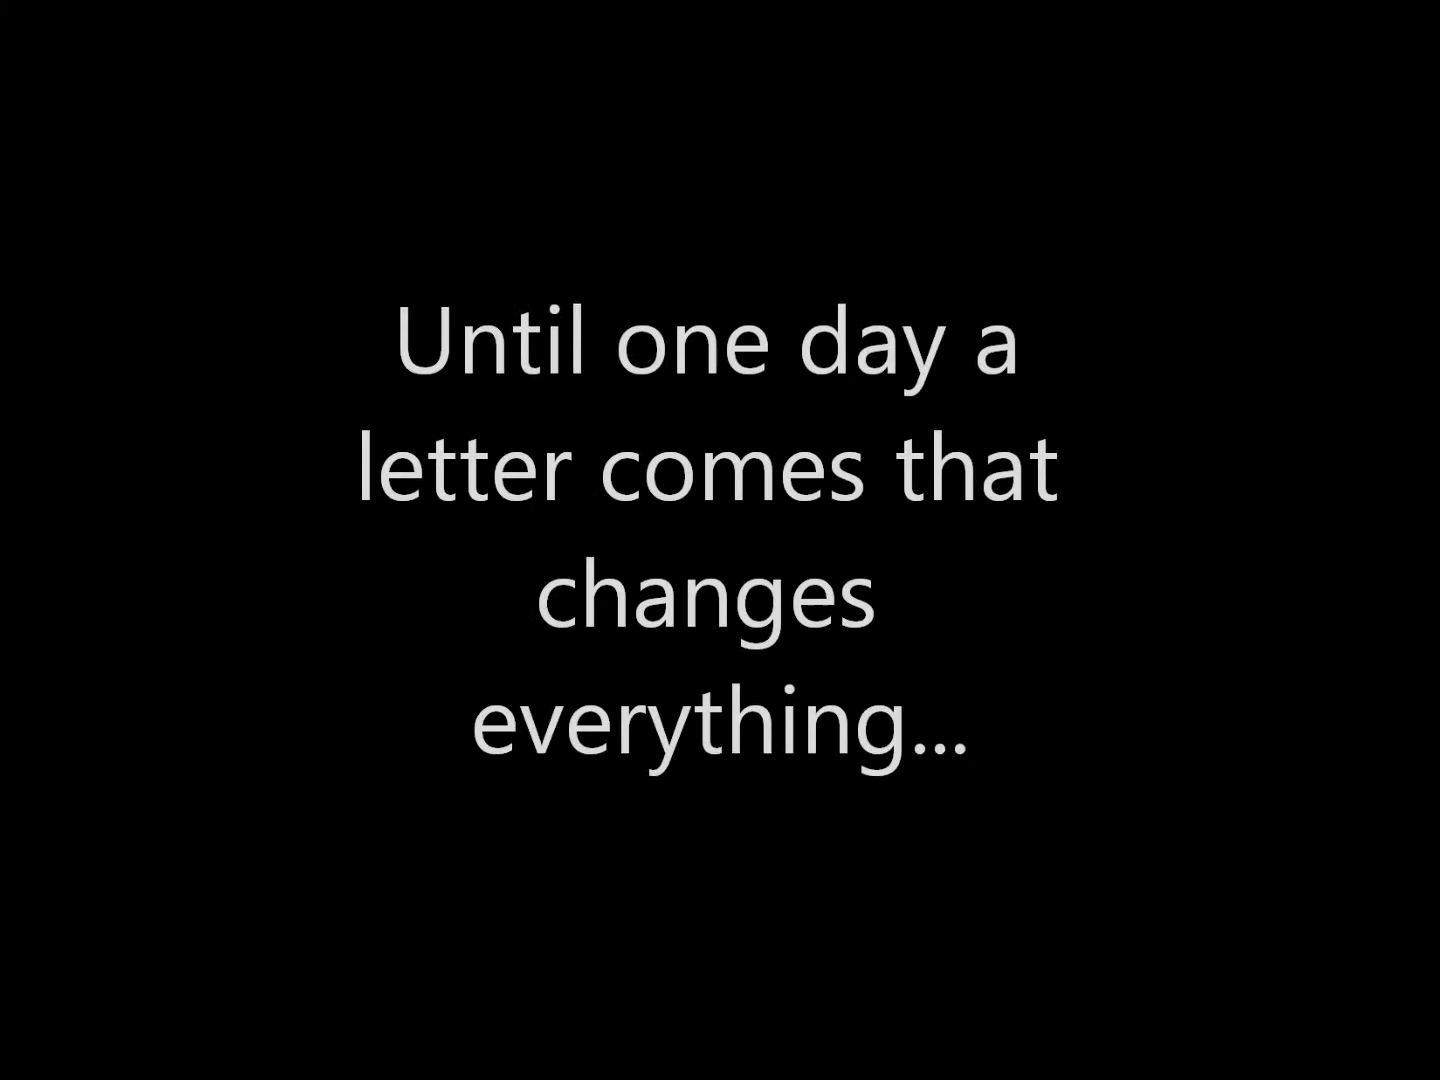 Until one day a
letter comes that
changes
everything...